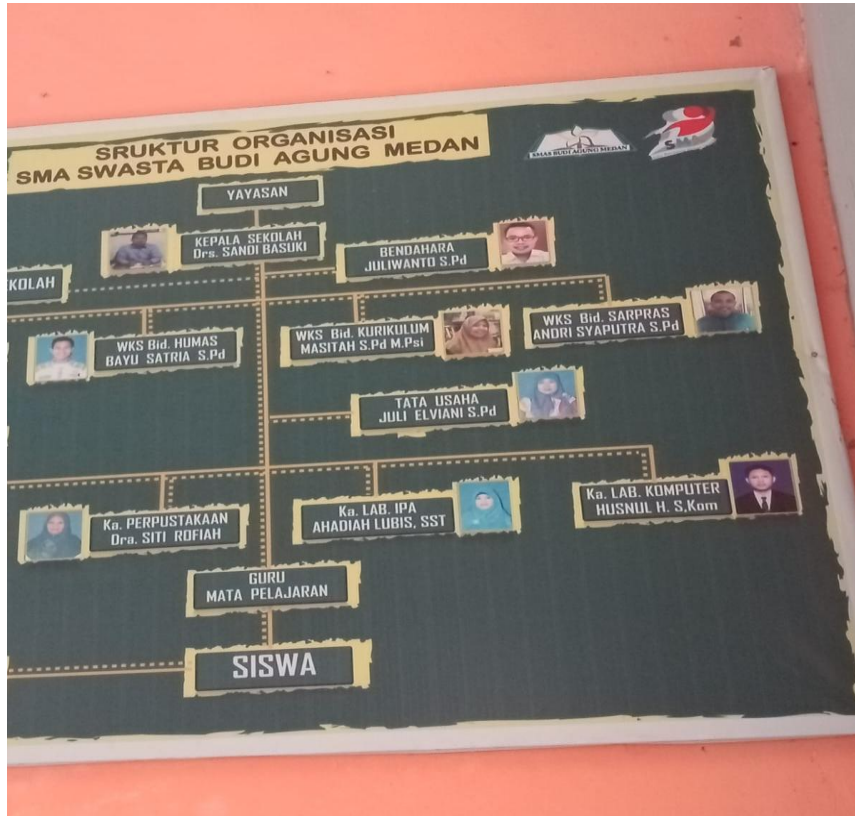 SRUKTUR ORGANISASI
SMA SWASTA BUDI AGUNG MEDAN
SMAS BUDI AGUNG MEDAN
SMA
YAYASAN
KEPALA SEKOLAH
Drs. SANDI BASUKI
BENDAHARA
JULIWANTO S.Pd
KOLAH
WKS Bid. HUMAS
BAYU SATRIA S.Pd
WKS Bid. KURIKULUM
MASITAH S.Pd M.Psi
WKS Bid. SARPRAS
ANDRI SYAPUTRA S.Pd
TATA USAHA
JULI ELVIANI S.Pd
Ka. PERPUSTAKAAN
Dra. SITI ROFIAH
Ka. LAB. IPA
AHADIAH LUBIS, SST
Ka. LAB. KOMPUTER
HUSNUL H. S,Kom
GURU
MATA PELAJARAN
SISWA